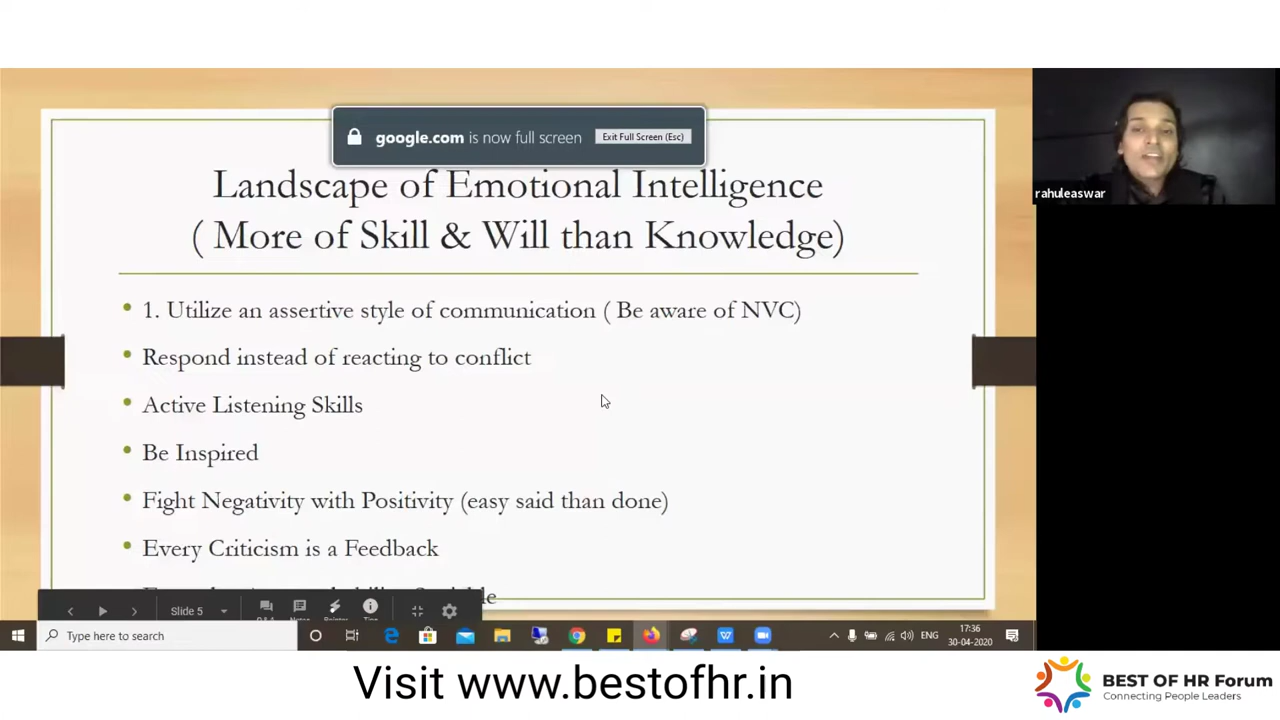 google.com is now full screen Exit Full Screen (Esc)
Landscape of Emotional Intelligence
( More of Skill & Will than Knowledge)
• 1. Utilize an assertive style of communication ( Be aware of NVC)
• Respond instead of reacting to conflict
• Active Listening Skills
• Be Inspired
• Fight Negativity with Positivity (easy said than done)
• Every Criticism is a Feedback
rahuleaswar
Slide 5
Type here to search
ENG
17:36
30-04-2020
Visit www.bestofhr.in
BEST OF HR Forum
Connecting People Leaders